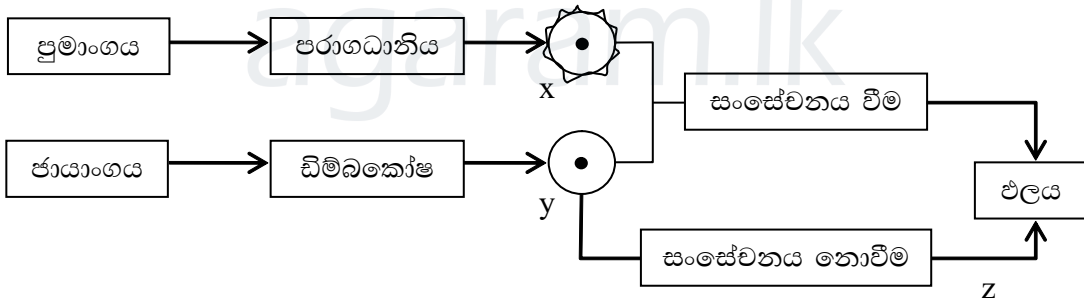 agaram.lk
පුමාංගය
පරාගධානිය
x
සංසේචනය වීම
ජායාංගය
ඩිම්බකෝෂ
y
ඵලය
සංසේචනය නොවීම
z